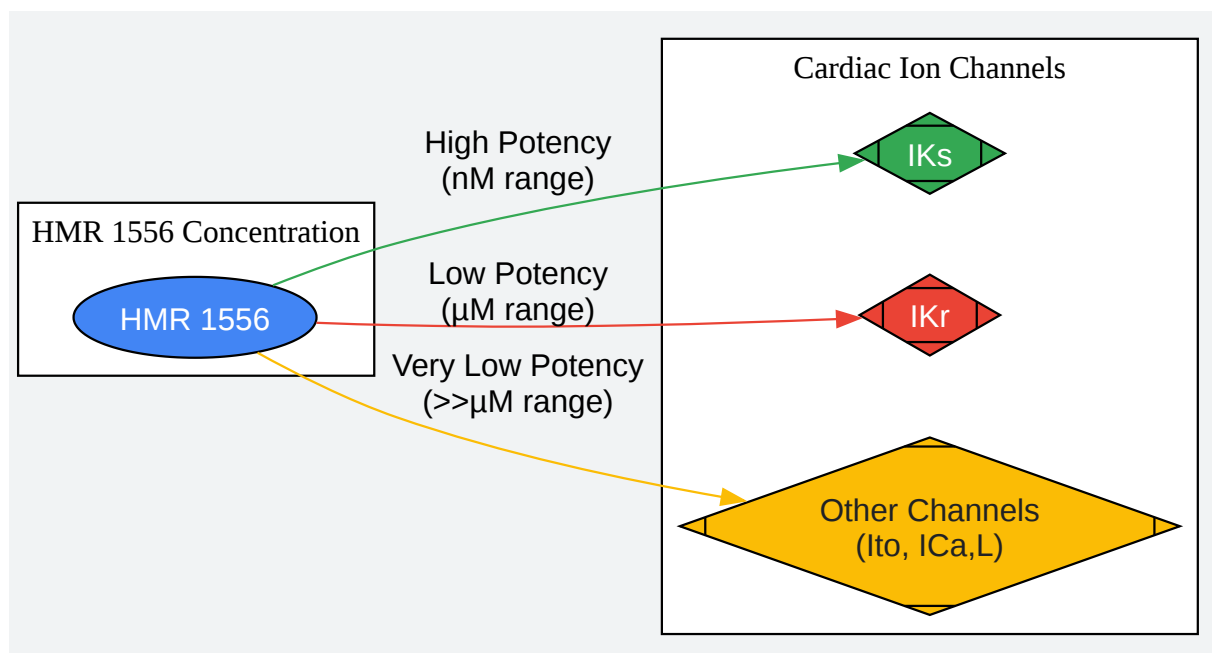 Cardiac Ion Channels
High Potency
(nM range)
IKs
HMR 1556 Concentration
HMR 1556
Low Potency
(µM range)
IKr
Very Low Potency
(>>µM range)
Other Channels
(Ito, ICa,L)